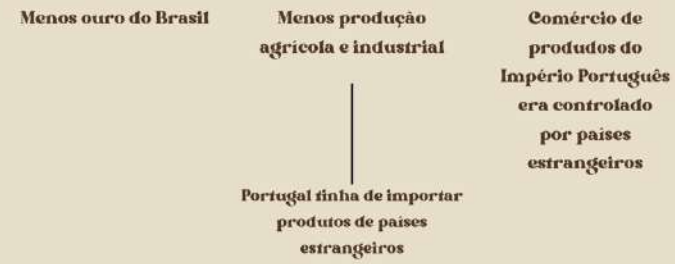 Menos ouro do Brasil
Menos produção
agrícola e industrial
Portugal tinha de importar
produtos de países
estrangeiros
Comércio de
produdos do
Império Português
era controlado
por países
estrangeiros